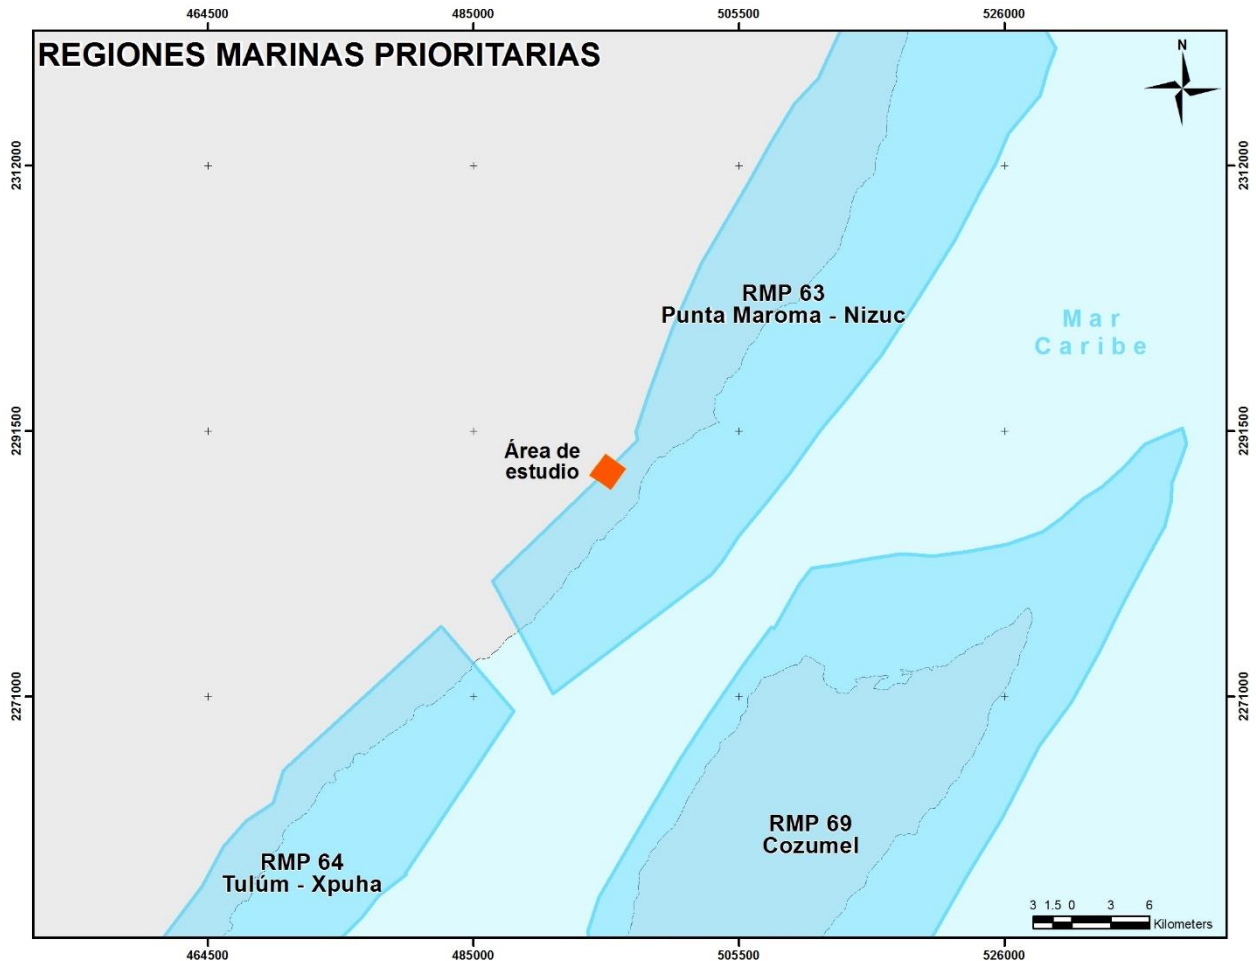 464500 485000 505500 526000
REGIONES MARINAS PRIORITARIAS
N
2312000 2312000
RMP 63
Punta Maroma - Nizuc
Mar
Caribe
2291500 2291500
Área de
estudio
2271000 2271000
RMP 69
Cozumel
RMP 64
Tulúm - Xpuha
3 1.5 0 3 6
Kilometers
464500 485000 505500 526000